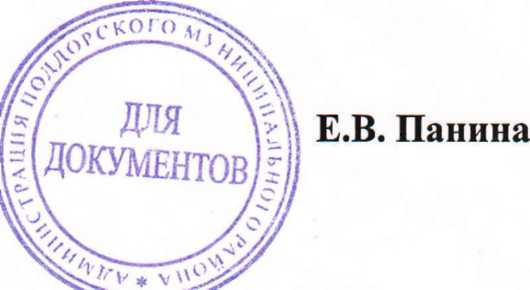 АДМИНИСТРАЦИЯ ПОДДОРСКОГО МУНИЦИПАЛЬНОГО РАЙОНА *
ДЛЯ
ДОКУМЕНТОВ
Е.В. Панина